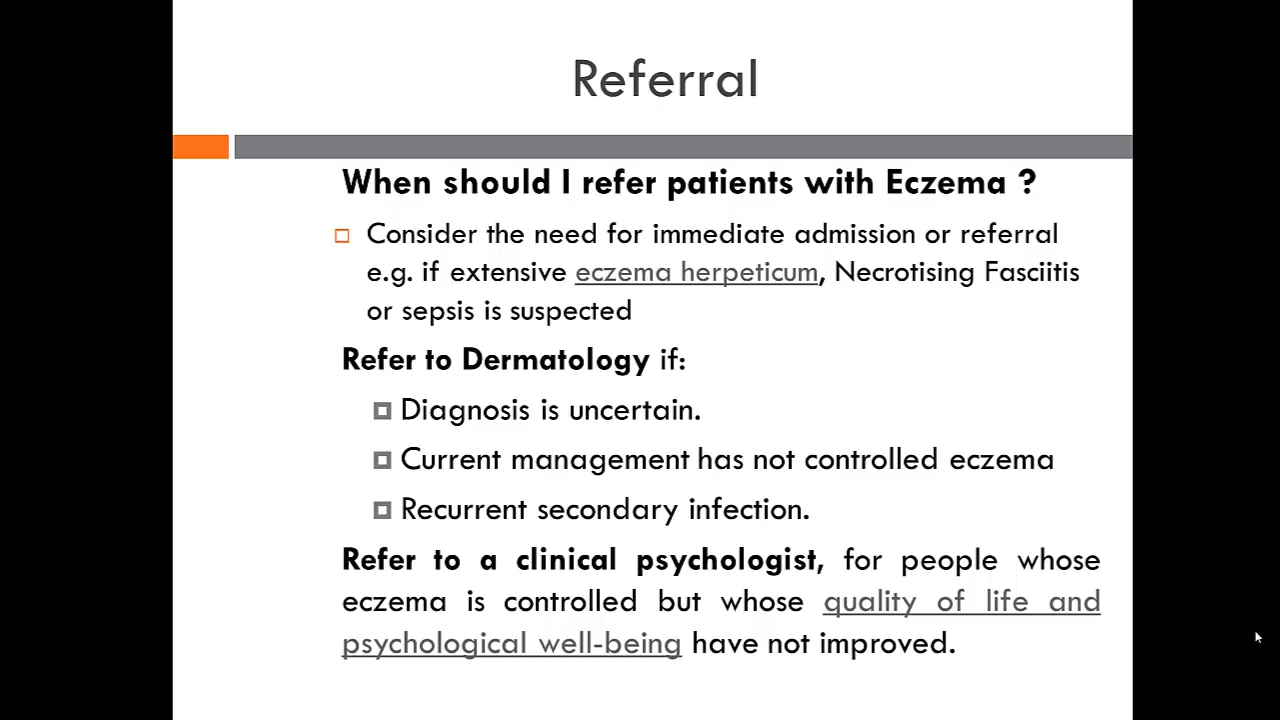 Referral
When should I refer patients with Eczema ?
Consider the need for immediate admission or referral
e.g. if extensive eczema herpeticum, Necrotising Fasciitis
or sepsis is suspected
Refer to Dermatology if:
Diagnosis is uncertain.
Current management has not controlled eczema
Recurrent secondary infection.
Refer to a clinical psychologist, for people whose
eczema is controlled but whose quality of life and
psychological well-being have not improved.